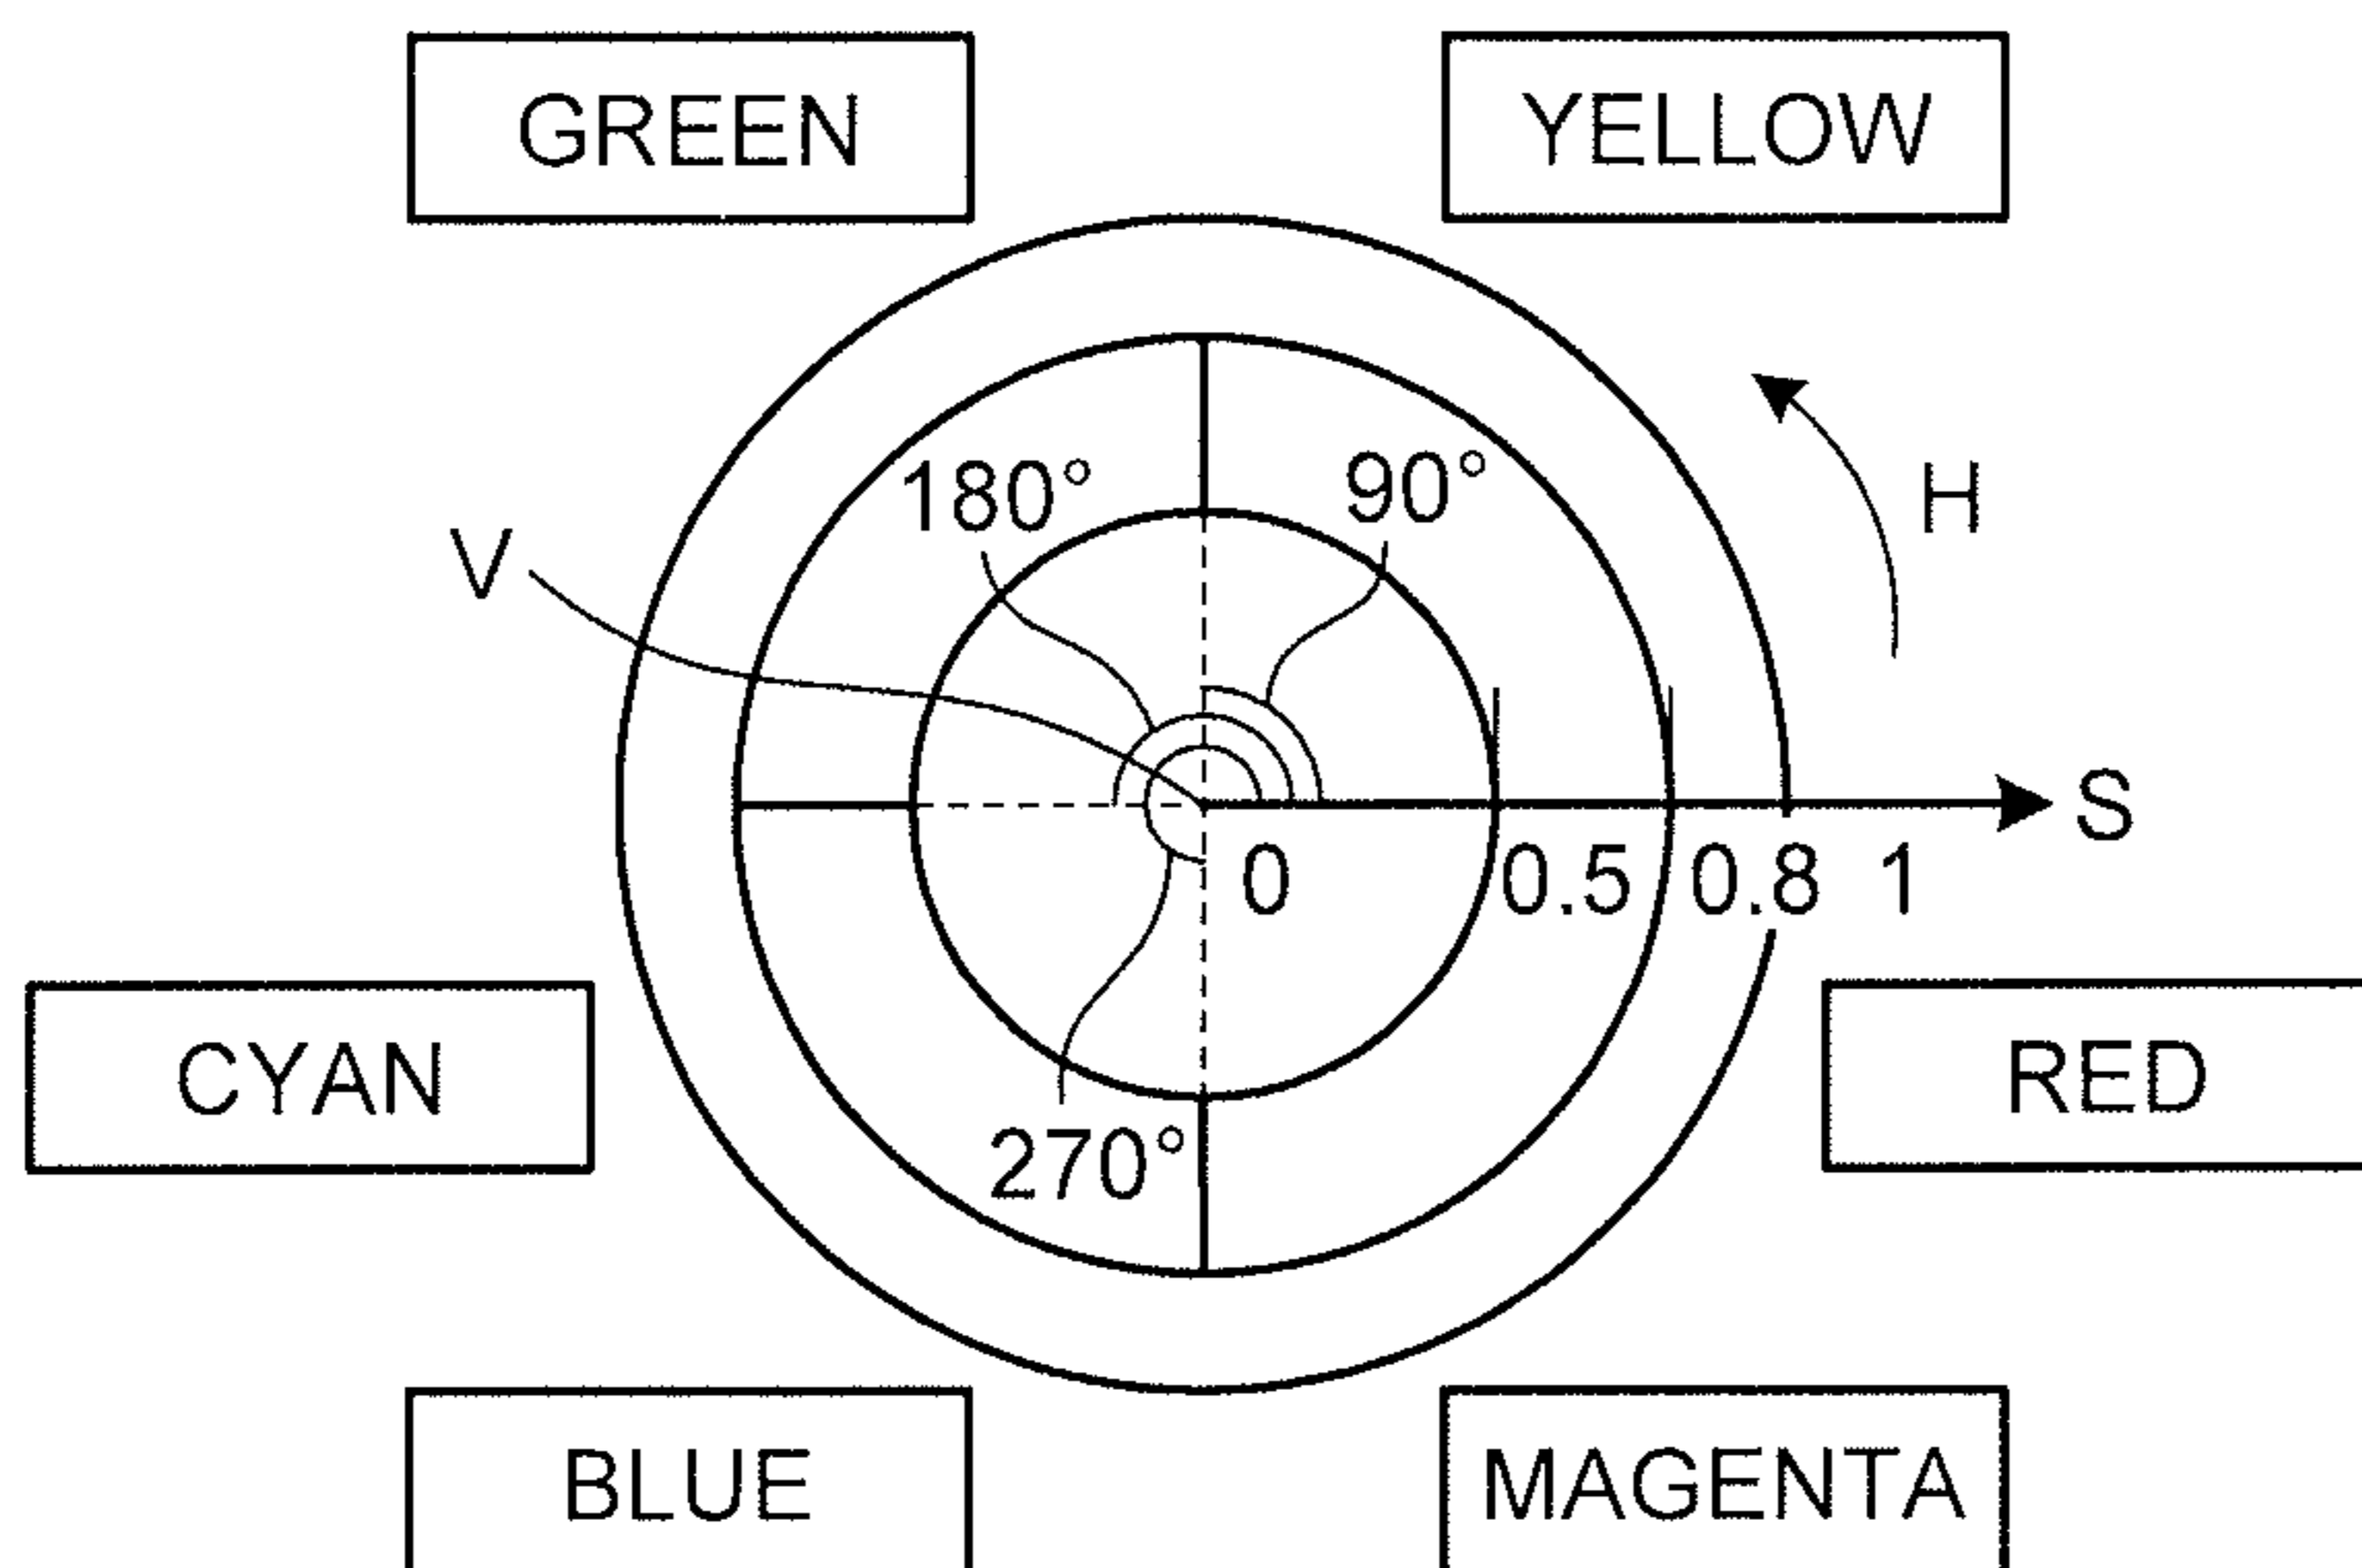 GREEN
YELLOW
180°
90°
H
V
S
0
0.5
0.8
1
CYAN
RED
270°
BLUE
MAGENTA